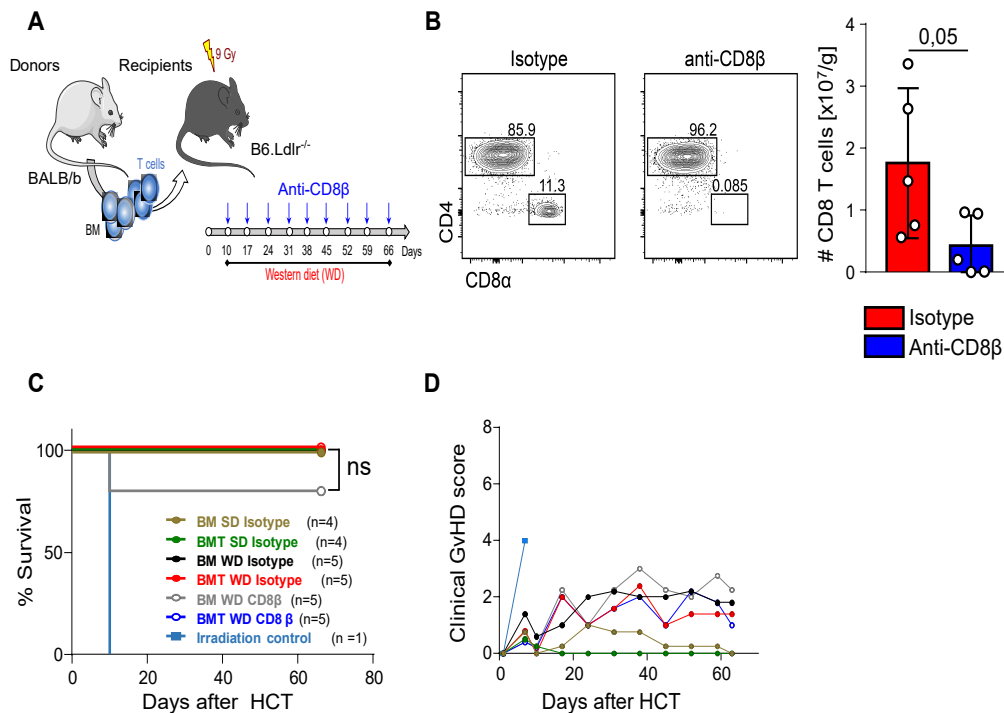 A
9 Gy
Donors
Recipients
T cells
B6.Ldlr-/-
BALB/b
BM
Anti-CD8β
0 10 17 24 31 38 45 52 59 66 Days
Western diet (WD)
B
Isotype
anti-CD8β
85.9
11.3
96.2
0.085
CD4
CD8α
# CD8 T cells [x10⁷/g]
0,05
4
3
2
1
0
Isotype
Anti-CD8β
C
% Survival
100
50
0
ns
BM SD Isotype (n=4)
BMT SD Isotype (n=4)
BM WD Isotype (n=5)
BMT WD Isotype (n=5)
BM WD CD8β (n=5)
BMT WD CD8 β (n=5)
Irradiation control (n =1)
0 20 40 60 80
Days after HCT
D
Clinical GvHD score
8
6
4
2
0
0 20 40 60
Days after HCT